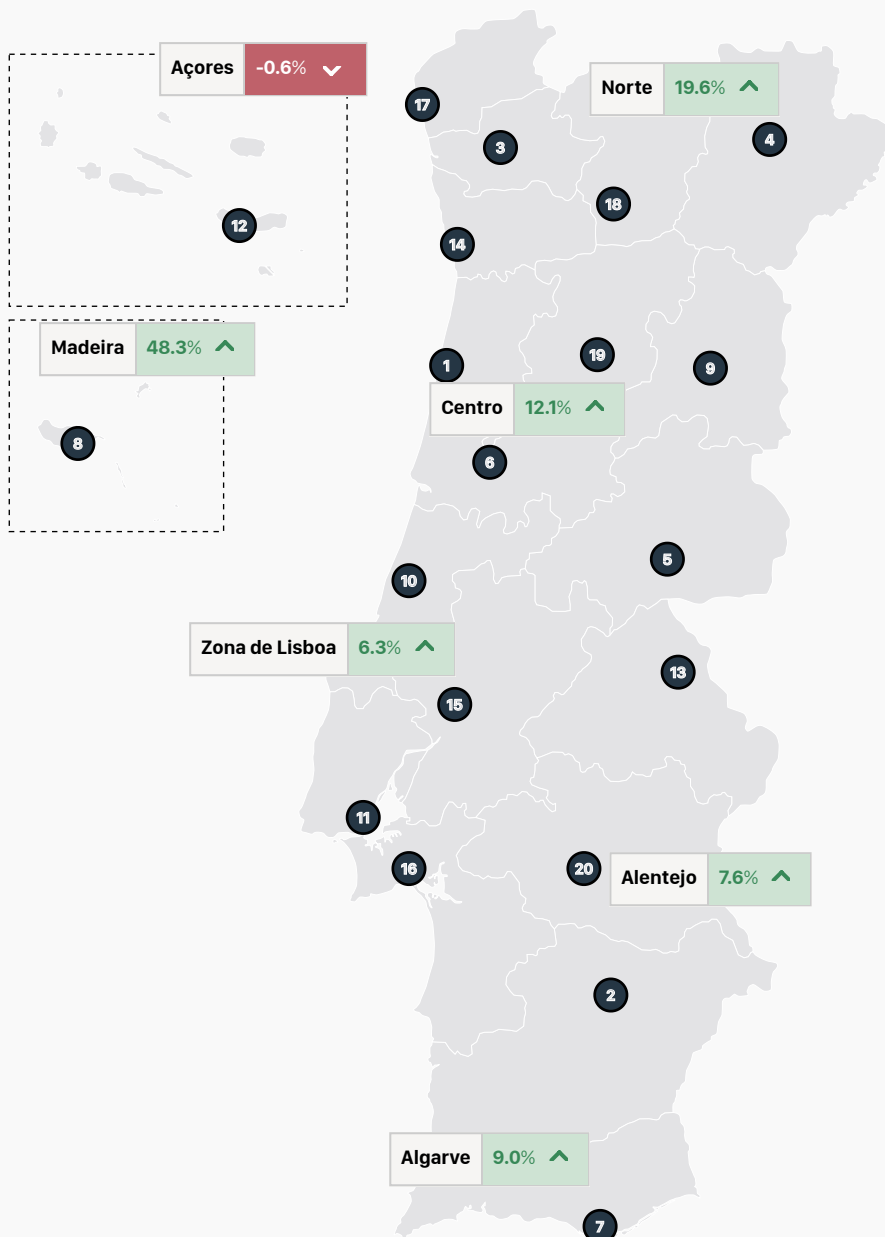 Açores -0.6%
Norte 19.6%
17
4
3
18
12
14
Madeira 48.3%
19
1
9
Centro 12.1%
8
6
5
10
Zona de Lisboa 6.3%
13
15
11
16
20
Alentejo 7.6%
2
Algarve 9.0%
7